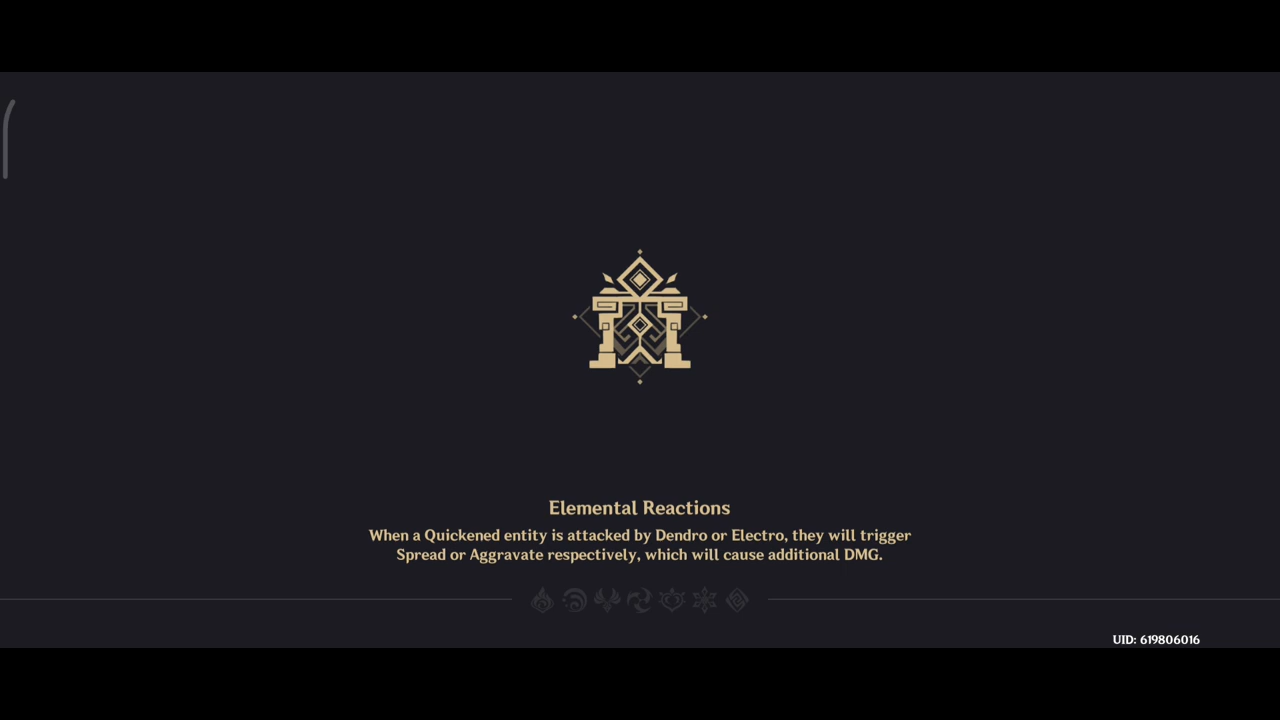 Elemental Reactions
When a Quickened entity is attacked by Dendro or Electro, they will trigger
Spread or Aggravate respectively, which will cause additional DMG.
UID: 619806016